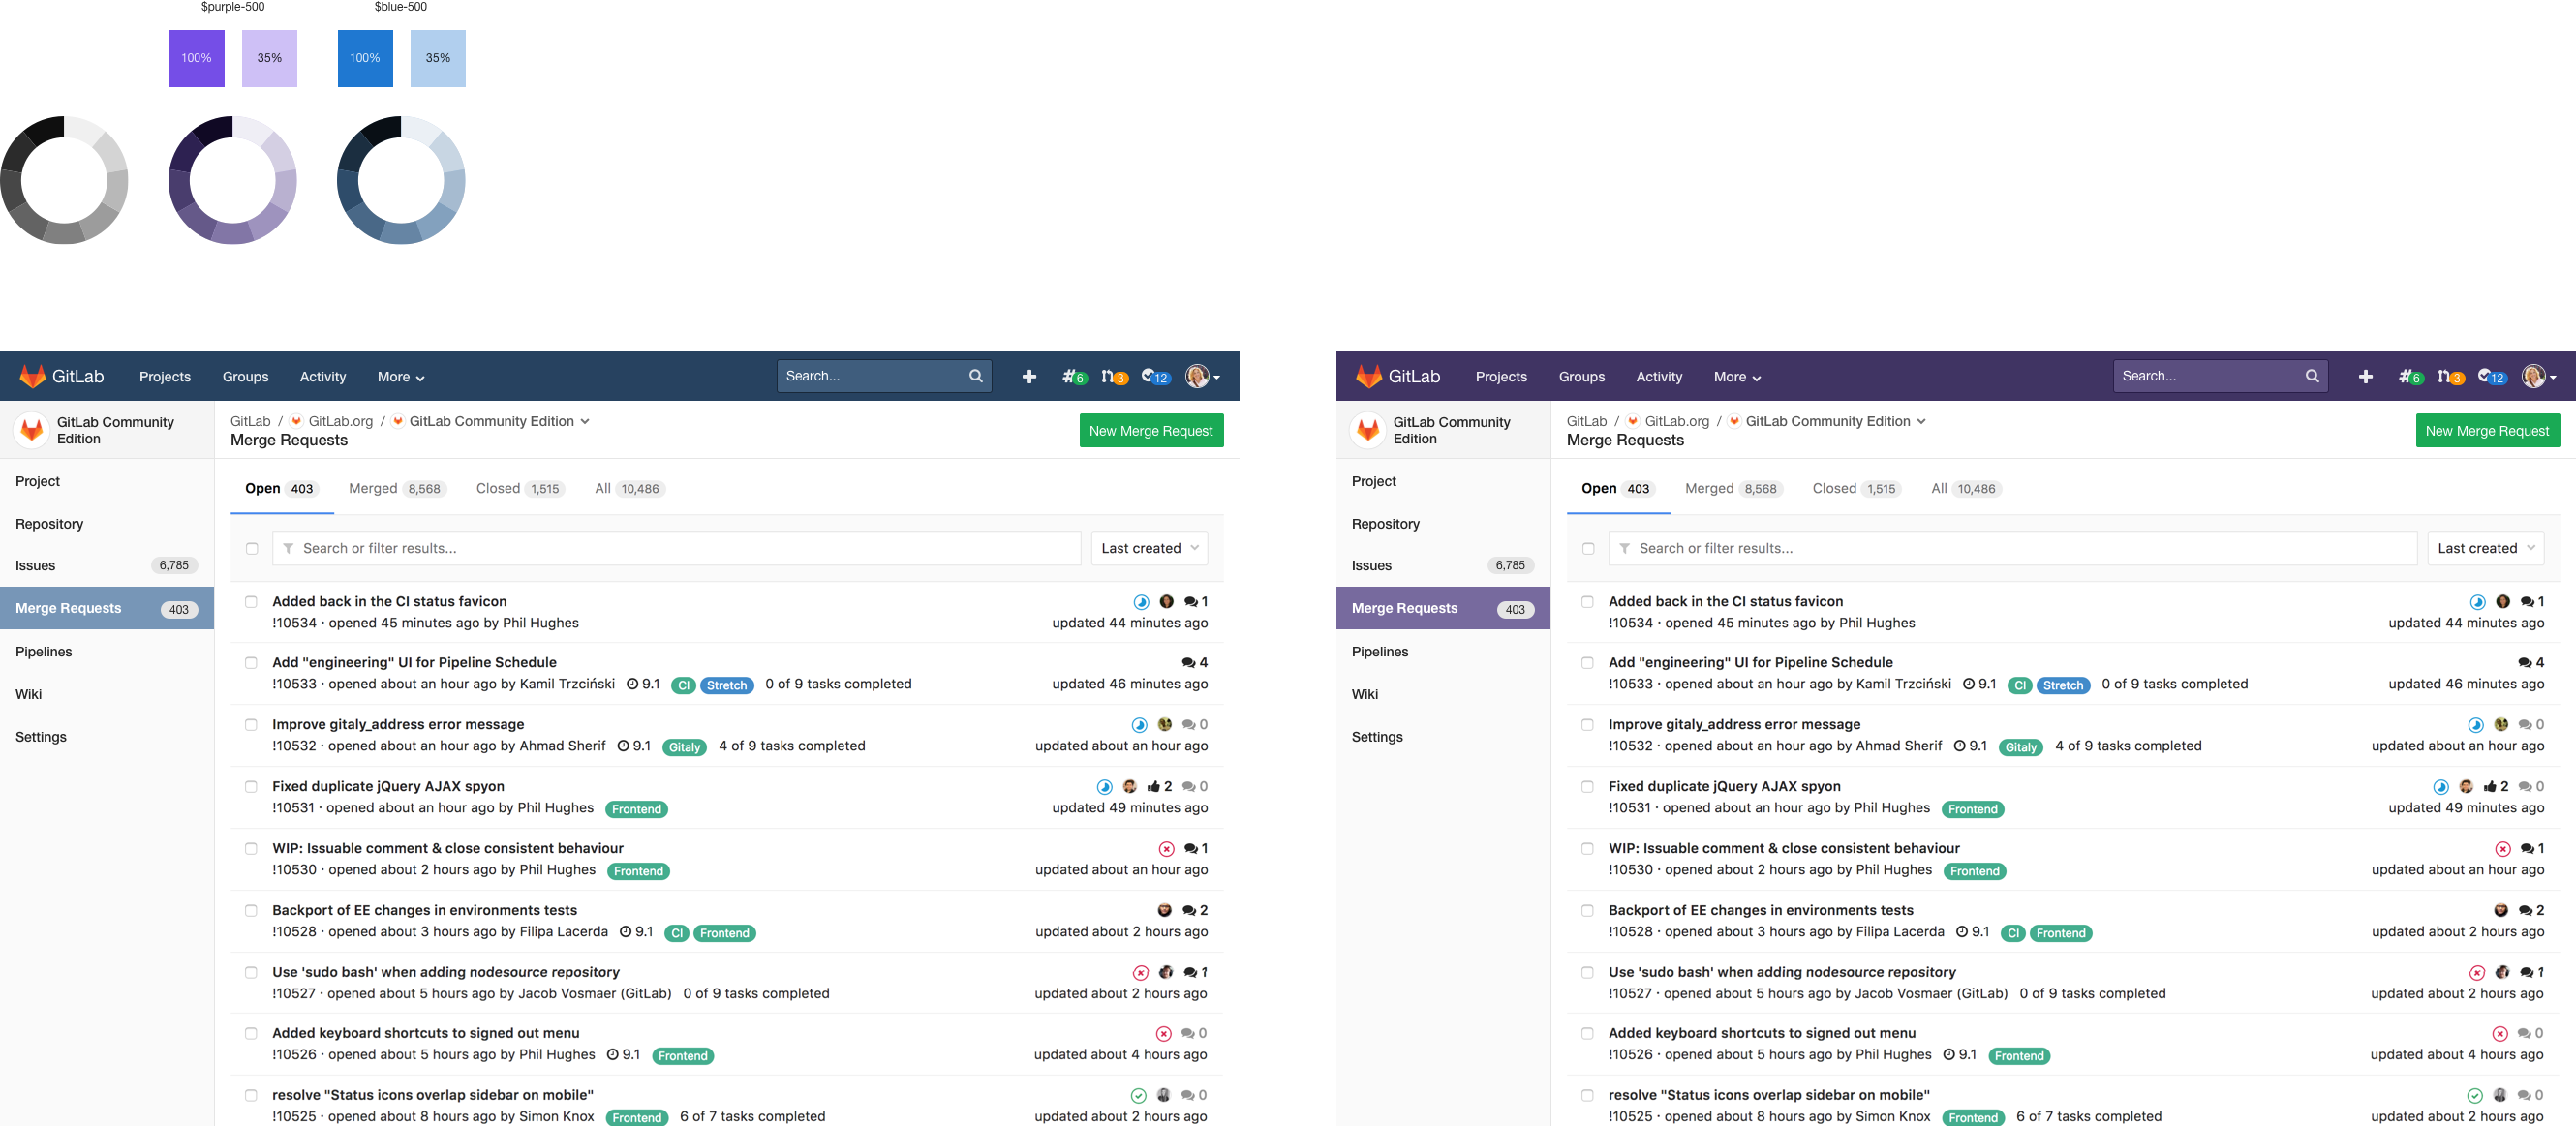 $purple-500 $blue-500
100% 35% 100% 35%
GitLab Projects Groups Activity More Search... 6 3 12
GitLab Community Edition
GitLab / GitLab.org / GitLab Community Edition
Merge Requests
New Merge Request
Project
Repository
Issues 6,785
Merge Requests 403
Pipelines
Wiki
Settings
Open 403 Merged 8,568 Closed 1,515 All 10,486
Search or filter results... Last created
Added back in the CI status favicon 1
!10534 · opened 45 minutes ago by Phil Hughes updated 44 minutes ago
Add "engineering" UI for Pipeline Schedule 4
!10533 · opened about an hour ago by Kamil Trzciński 9.1 CI Stretch 0 of 9 tasks completed updated 46 minutes ago
Improve gitaly_address error message 0
!10532 · opened about an hour ago by Ahmad Sherif 9.1 Gitaly 4 of 9 tasks completed updated about an hour ago
Fixed duplicate jQuery AJAX spyon 2 0
!10531 · opened about an hour ago by Phil Hughes Frontend updated 49 minutes ago
WIP: Issuable comment & close consistent behaviour 1
!10530 · opened about 2 hours ago by Phil Hughes Frontend updated about an hour ago
Backport of EE changes in environments tests 2
!10528 · opened about 3 hours ago by Filipa Lacerda 9.1 CI Frontend updated about 2 hours ago
Use 'sudo bash' when adding nodesource repository 1
!10527 · opened about 5 hours ago by Jacob Vosmaer (GitLab) 0 of 9 tasks completed updated about 2 hours ago
Added keyboard shortcuts to signed out menu 0
!10526 · opened about 5 hours ago by Phil Hughes 9.1 Frontend updated about 4 hours ago
resolve "Status icons overlap sidebar on mobile" 0
!10525 · opened about 8 hours ago by Simon Knox Frontend 6 of 7 tasks completed updated about 2 hours ago
GitLab Projects Groups Activity More Search... 6 3 12
GitLab Community Edition
GitLab / GitLab.org / GitLab Community Edition
Merge Requests
New Merge Request
Project
Repository
Issues 6,785
Merge Requests 403
Pipelines
Wiki
Settings
Open 403 Merged 8,568 Closed 1,515 All 10,486
Search or filter results... Last created
Added back in the CI status favicon 1
!10534 · opened 45 minutes ago by Phil Hughes updated 44 minutes ago
Add "engineering" UI for Pipeline Schedule 4
!10533 · opened about an hour ago by Kamil Trzciński 9.1 CI Stretch 0 of 9 tasks completed updated 46 minutes ago
Improve gitaly_address error message 0
!10532 · opened about an hour ago by Ahmad Sherif 9.1 Gitaly 4 of 9 tasks completed updated about an hour ago
Fixed duplicate jQuery AJAX spyon 2 0
!10531 · opened about an hour ago by Phil Hughes Frontend updated 49 minutes ago
WIP: Issuable comment & close consistent behaviour 1
!10530 · opened about 2 hours ago by Phil Hughes Frontend updated about an hour ago
Backport of EE changes in environments tests 2
!10528 · opened about 3 hours ago by Filipa Lacerda 9.1 CI Frontend updated about 2 hours ago
Use 'sudo bash' when adding nodesource repository 1
!10527 · opened about 5 hours ago by Jacob Vosmaer (GitLab) 0 of 9 tasks completed updated about 2 hours ago
Added keyboard shortcuts to signed out menu 0
!10526 · opened about 5 hours ago by Phil Hughes 9.1 Frontend updated about 4 hours ago
resolve "Status icons overlap sidebar on mobile" 0
!10525 · opened about 8 hours ago by Simon Knox Frontend 6 of 7 tasks completed updated about 2 hours ago